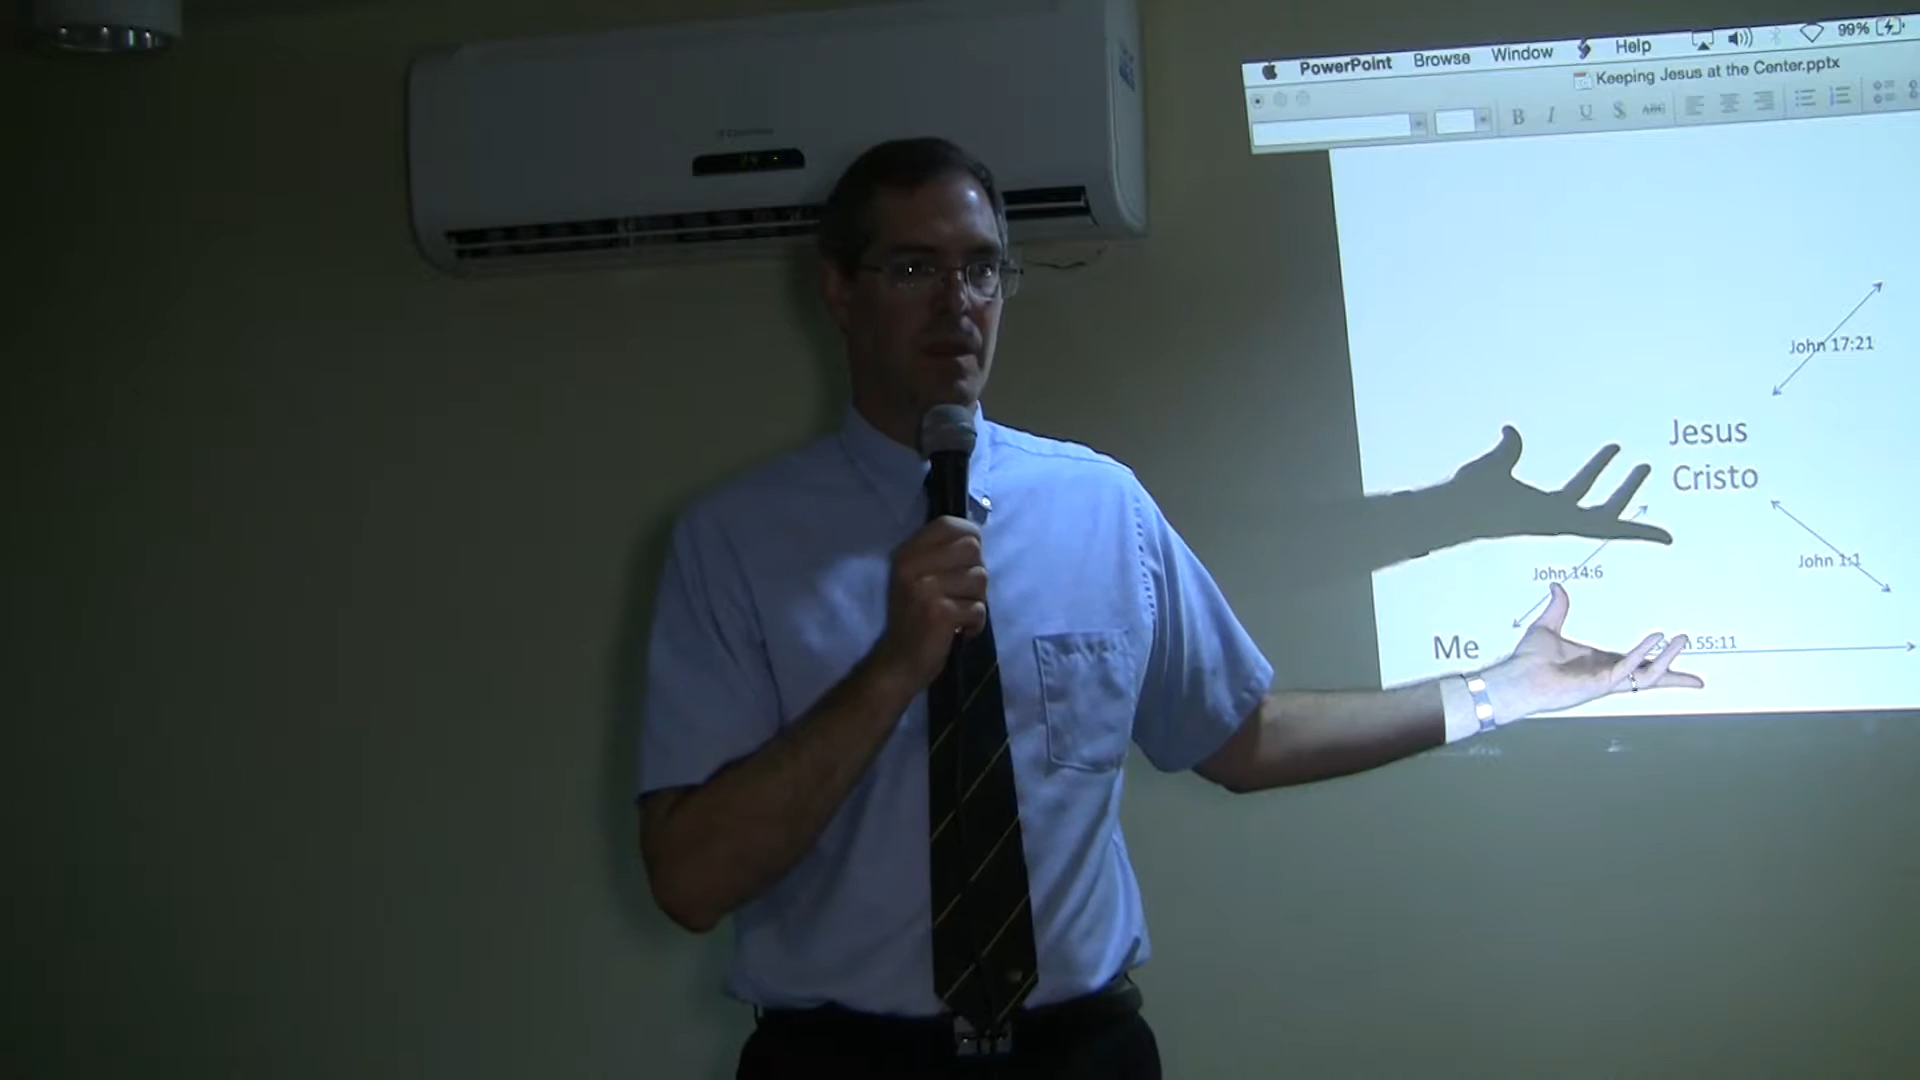 PowerPoint Browse Window Help 99%
Keeping Jesus at the Center.pptx
B I U S ABC
John 17:21
Jesus
Cristo
John 14:6
John 1:1
Me
55:11